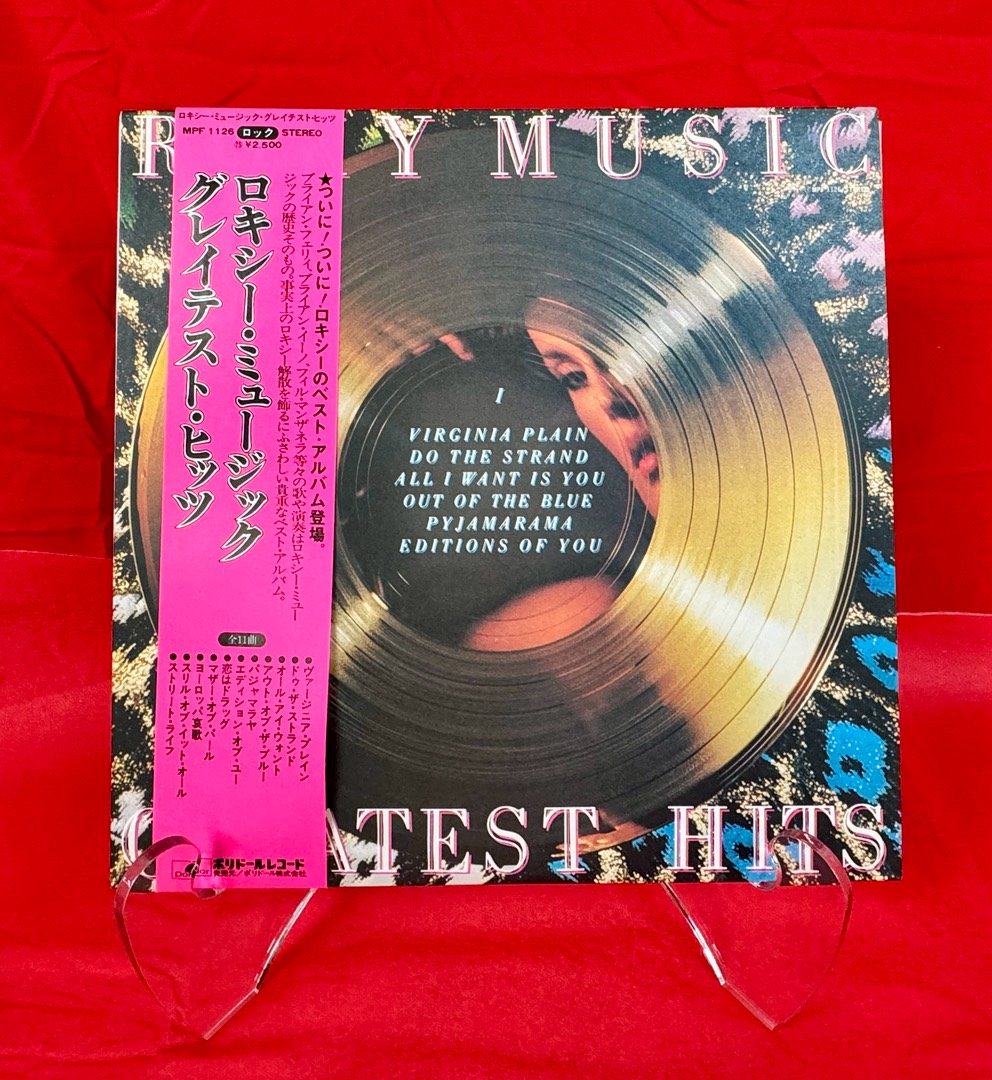 ロキシー・ミュージック・グレイテスト・ヒッツ
MPF 1126 ロック STEREO
¥2,500
ロキシー・ミュージック
グレイテスト・ヒッツ
★ついに!ついに!ロキシーのベスト・アルバム登場。
ブライアン・フェリィ、ブライアン・イーノ、フィル・マンザネラ等々の歌や演奏はロキシー・ミュー
ジックの歴史そのもの。事実上のロキシー解散を飾るにふさわしい貴重なベスト・アルバム。
全11曲
●ヴァージニア・プレイン
●ドゥ・ザ・ストランド
●オール・アイ・ウォント
●アウト・オブ・ザ・ブルー
●パジャマラヤ
●エディション・オブ・ユー
●恋はドラッグ
●マザー・オブ・パール
●ヨーロッパ哀歌
●スリル・オブ・イット・オール
●ストリート・ライフ
ポリドールレコード
発売元/ポリドール株式会社
MUSIC
MPF 1126 STEREO
I
VIRGINIA PLAIN
DO THE STRAND
ALL I WANT IS YOU
OUT OF THE BLUE
PYJAMARAMA
EDITIONS OF YOU
HITS